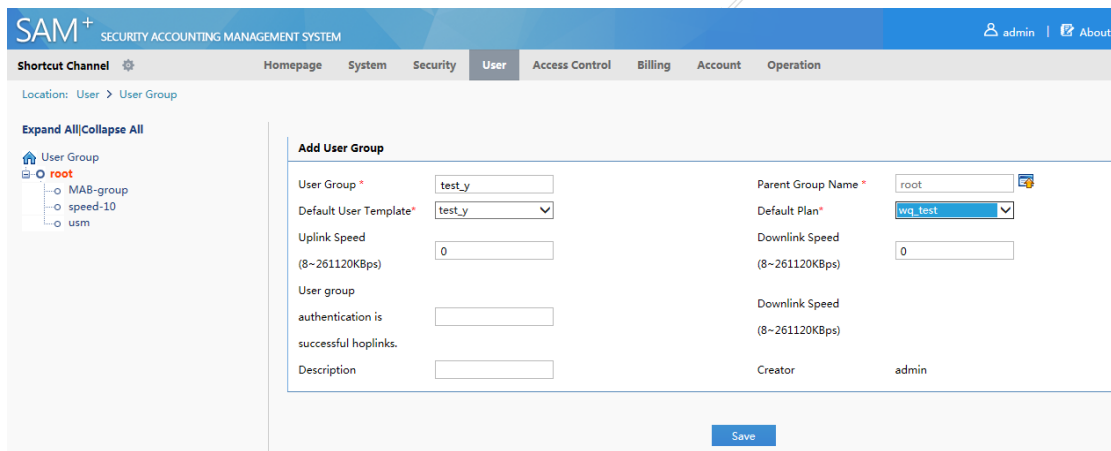 SAM+ SECURITY ACCOUNTING MANAGEMENT SYSTEM
admin | About
Shortcut Channel Homepage System Security User Access Control Billing Account Operation
Location: User > User Group
Expand All|Collapse All
User Group
root
MAB-group
speed-10
usm
Add User Group
User Group * test_y Parent Group Name * root
Default User Template* test_y Default Plan* wq_test
Uplink Speed
(8~261120KBps) 0
Downlink Speed
(8~261120KBps) 0
User group
authentication is
successful hoplinks.
Downlink Speed
(8~261120KBps)
Description Creator admin
Save